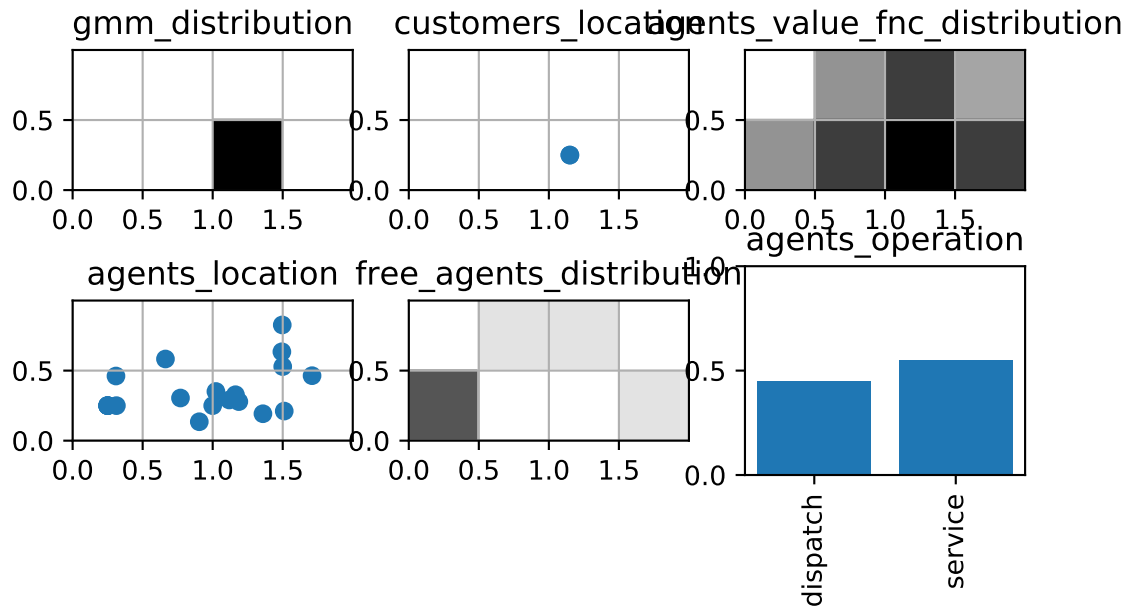 gmm_distribution
customers_location
agents_value_fnc_distribution
0.5
0.0
0.0 0.5 1.0 1.5
0.5
0.0
0.0 0.5 1.0 1.5
0.5
0.0
0.0 0.5 1.0 1.5
agents_location
free_agents_distribution
agents_operation
0.5
0.0
0.0 0.5 1.0 1.5
0.5
0.0
0.0 0.5 1.0 1.5
1.0
0.5
0.0
dispatch
service